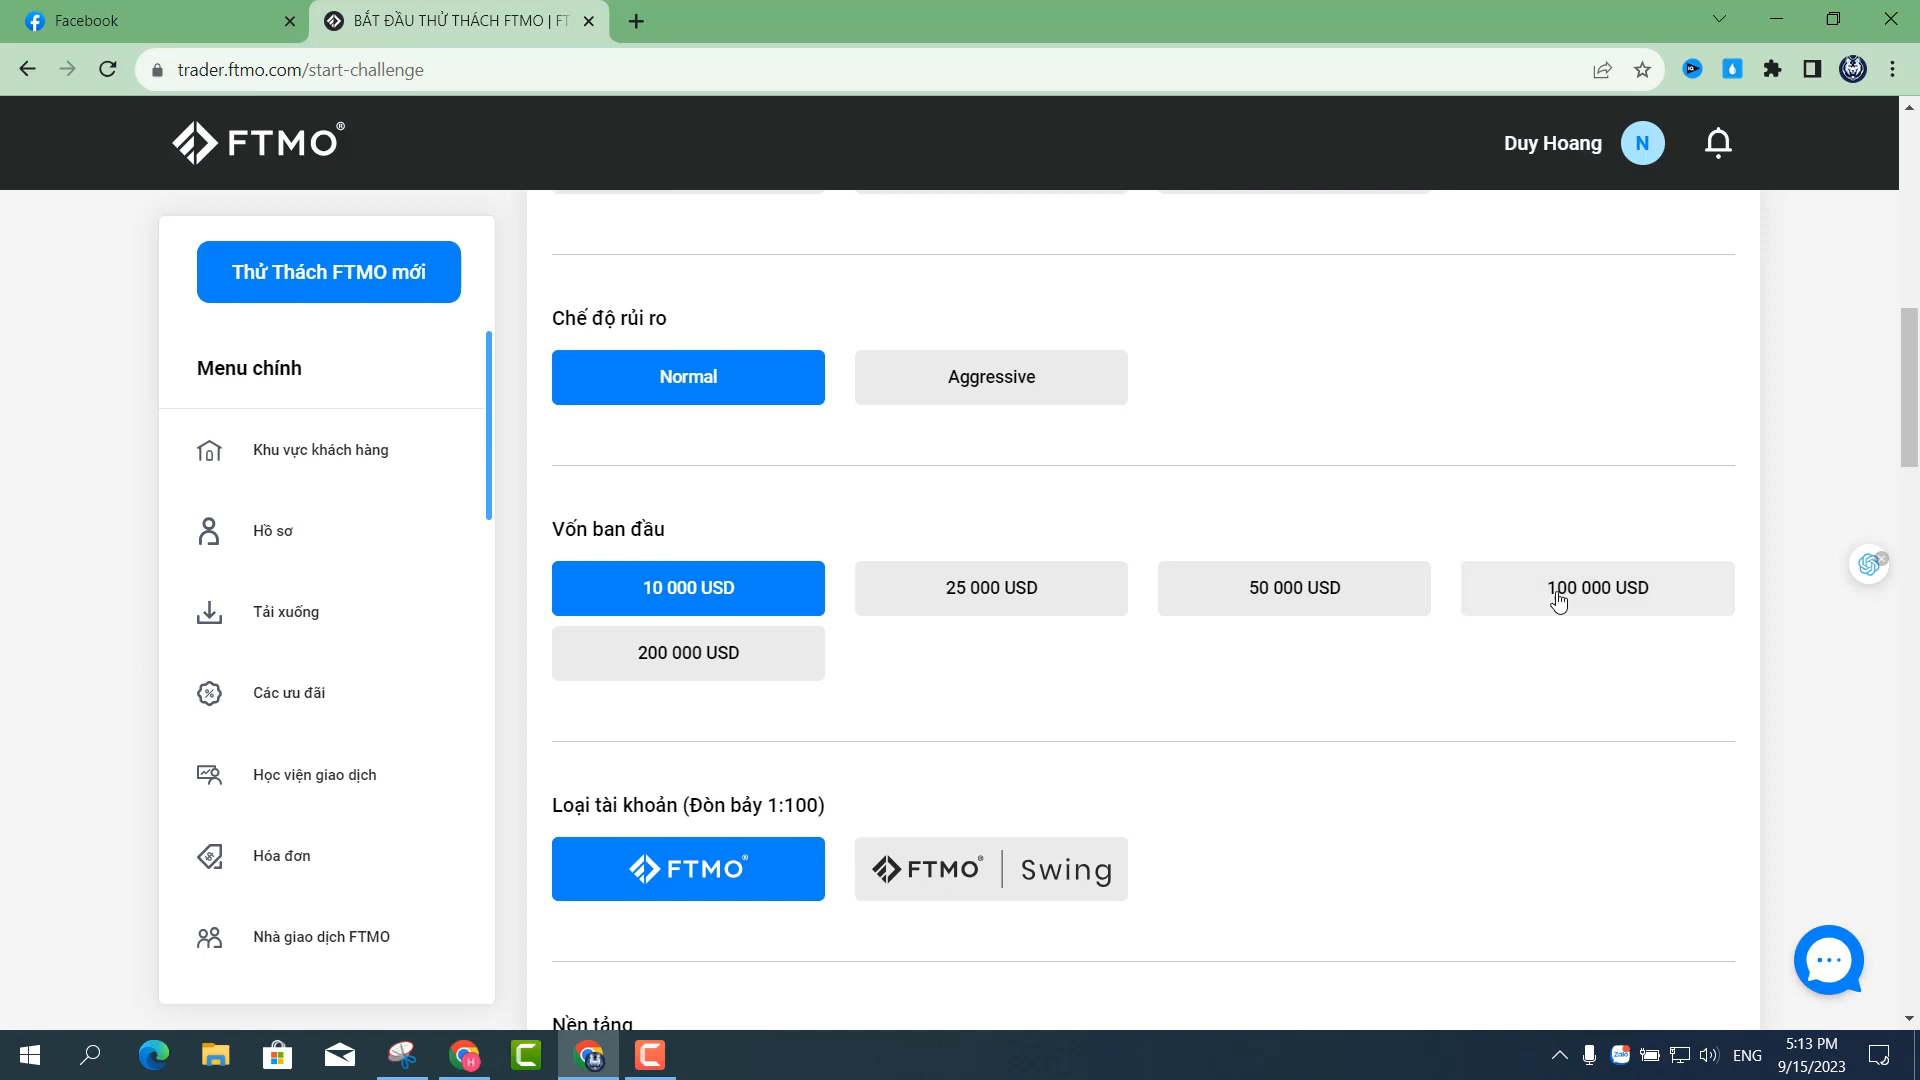 Facebook
BẮT ĐẦU THỬ THÁCH FTMO | FT
trader.ftmo.com/start-challenge
FTMO®
Duy Hoang N
Thử Thách FTMO mới
Menu chính
Khu vực khách hàng
Hồ sơ
Tải xuống
Các ưu đãi
Học viện giao dịch
Hóa đơn
Nhà giao dịch FTMO
Chế độ rủi ro
Normal Aggressive
Vốn ban đầu
10 000 USD 25 000 USD 50 000 USD 100 000 USD
200 000 USD
Loại tài khoản (Đòn bảy 1:100)
FTMO® FTMO® | Swing
Nền tảng
ENG
5:13 PM
9/15/2023